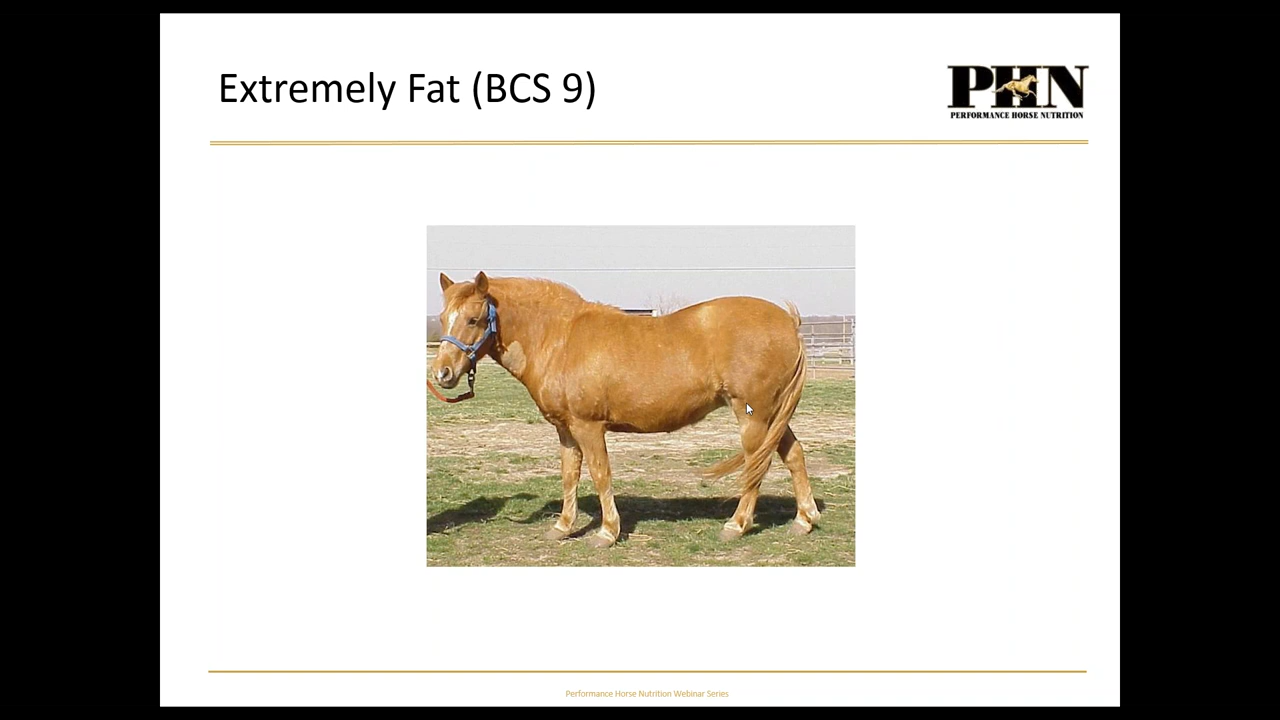 Extremely Fat (BCS 9)
PHN
PERFORMANCE HORSE NUTRITION
Performance Horse Nutrition Webinar Series